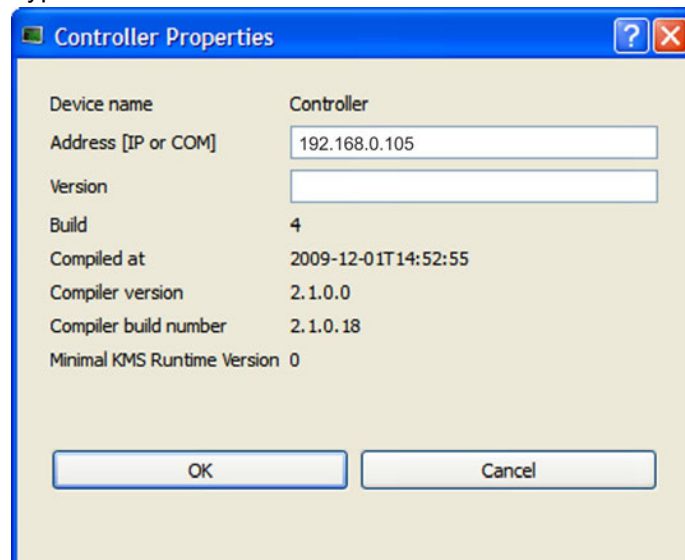 Controller Properties
Device name Controller
Address [IP or COM] 192.168.0.105
Version
Build 4
Compiled at 2009-12-01T14:52:55
Compiler version 2.1.0.0
Compiler build number 2.1.0.18
Minimal KMS Runtime Version 0
OK Cancel